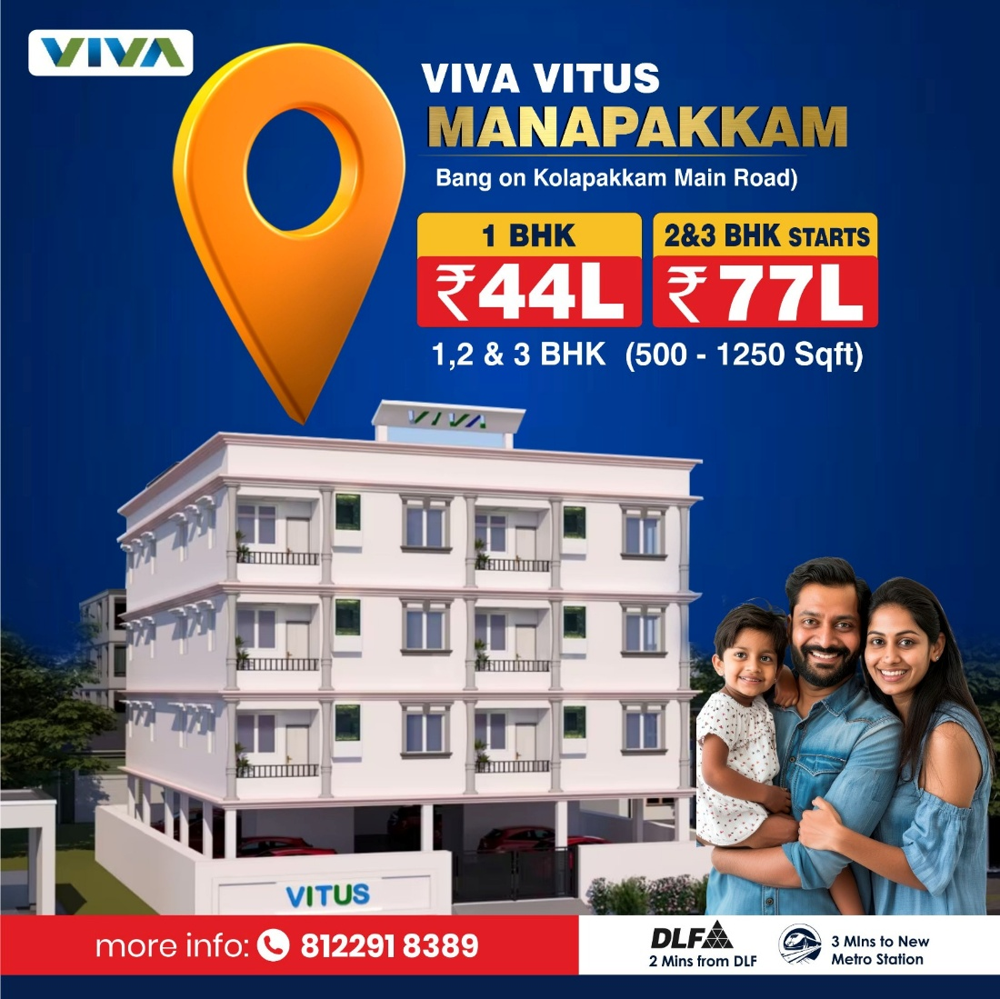 VIVA
VIVA VITUS
MANAPAKKAM
Bang on Kolapakkam Main Road)
1 BHK
₹44L
2&3 BHK STARTS
₹77L
1,2 & 3 BHK (500 - 1250 Sqft)
VIVA
VITUS
more info: 812291 8389
DLF
2 Mins from DLF
3 MIns to New
Metro Station